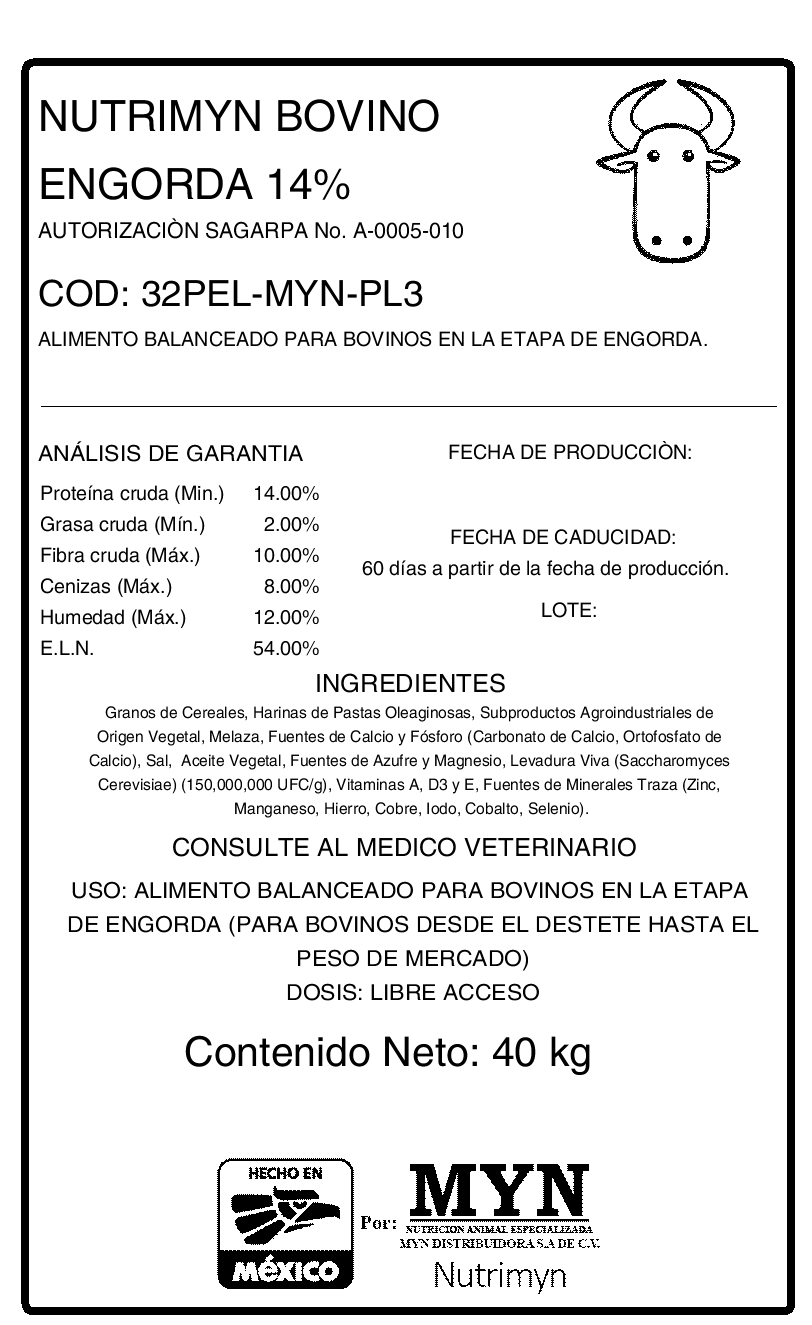 NUTRIMYN BOVINO
ENGORDA 14%
AUTORIZACIÒN SAGARPA No. A-0005-010
COD: 32PEL-MYN-PL3
ALIMENTO BALANCEADO PARA BOVINOS EN LA ETAPA DE ENGORDA.
ANÁLISIS DE GARANTIA
Proteína cruda (Min.) 14.00%
Grasa cruda (Mín.) 2.00%
Fibra cruda (Máx.) 10.00%
Cenizas (Máx.) 8.00%
Humedad (Máx.) 12.00%
E.L.N. 54.00%
FECHA DE PRODUCCIÒN:
FECHA DE CADUCIDAD:
60 días a partir de la fecha de producción.
LOTE:
INGREDIENTES
Granos de Cereales, Harinas de Pastas Oleaginosas, Subproductos Agroindustriales de
Origen Vegetal, Melaza, Fuentes de Calcio y Fósforo (Carbonato de Calcio, Ortofosfato de
Calcio), Sal, Aceite Vegetal, Fuentes de Azufre y Magnesio, Levadura Viva (Saccharomyces
Cerevisiae) (150,000,000 UFC/g), Vitaminas A, D3 y E, Fuentes de Minerales Traza (Zinc,
Manganeso, Hierro, Cobre, Iodo, Cobalto, Selenio).
CONSULTE AL MEDICO VETERINARIO
USO: ALIMENTO BALANCEADO PARA BOVINOS EN LA ETAPA
DE ENGORDA (PARA BOVINOS DESDE EL DESTETE HASTA EL
PESO DE MERCADO)
DOSIS: LIBRE ACCESO
Contenido Neto: 40 kg
HECHO EN
MéXICO
Por:
MYN
NUTRICION ANIMAL ESPECIALIZADA
MYN DISTRIBUIDORA S.A DE C.V.
Nutrimyn